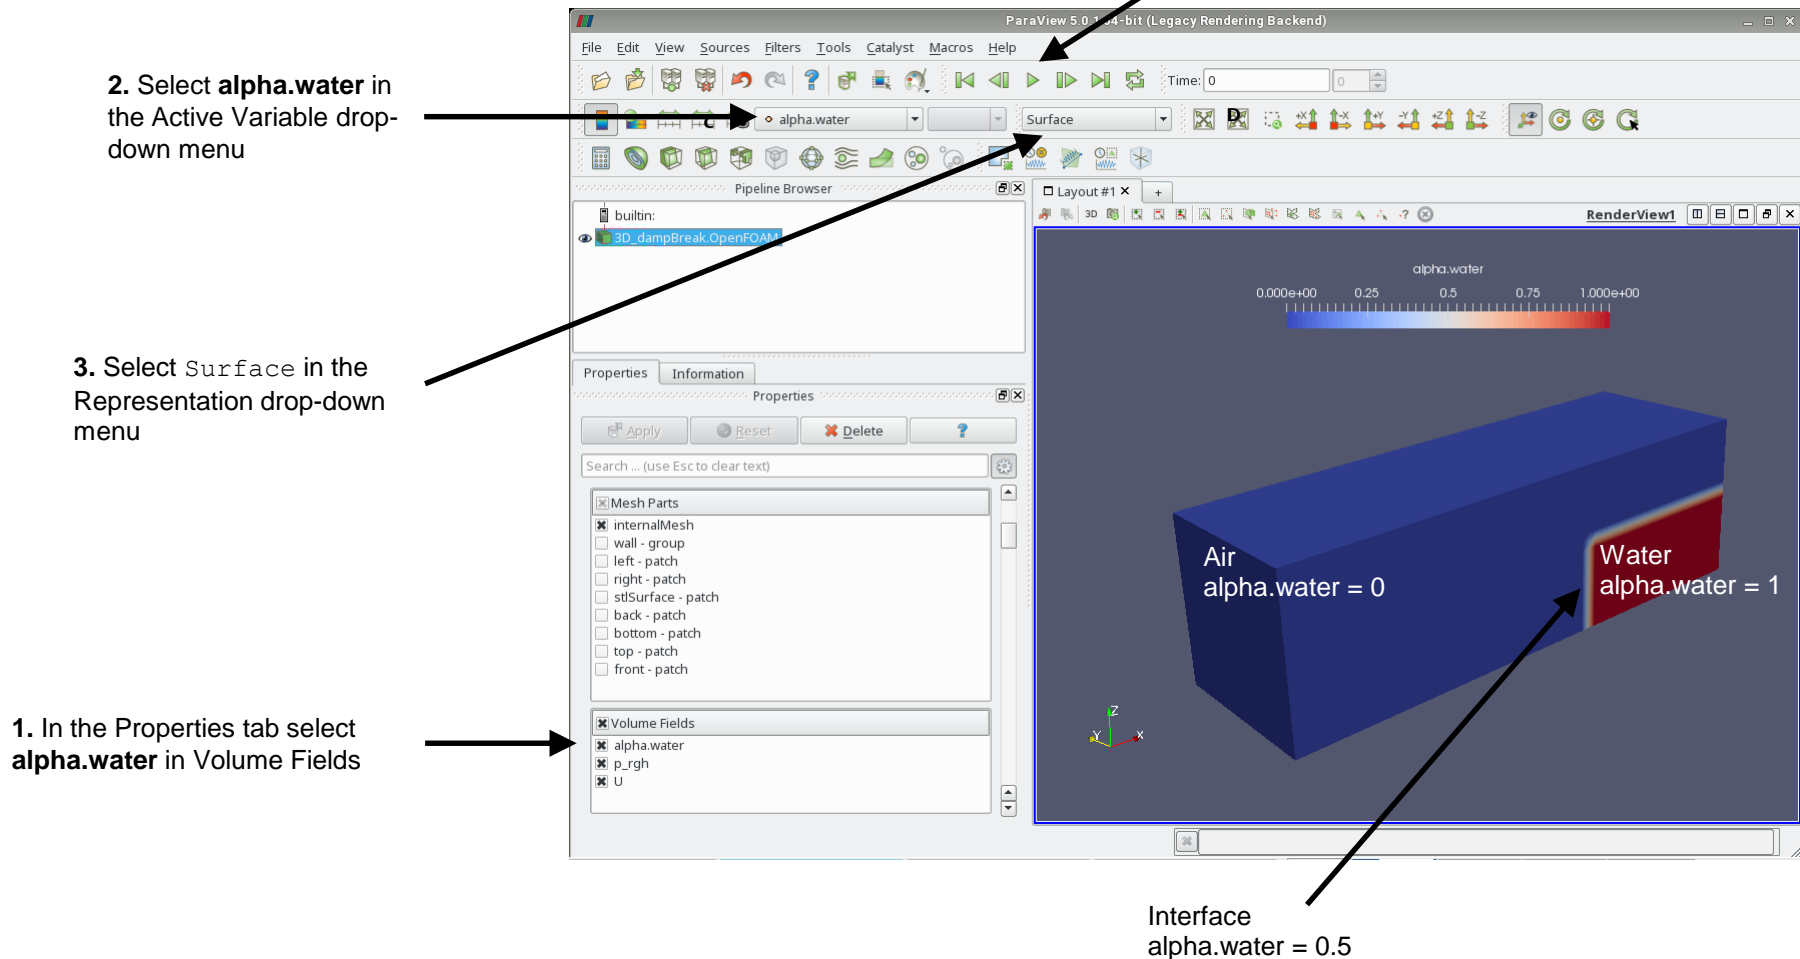 ParaView 5.0.1 64-bit (Legacy Rendering Backend)
File Edit View Sources Filters Tools Catalyst Macros Help
Time: 0
0
alpha.water
Surface
Pipeline Browser
builtin:
3D_dampBreak.OpenFOAM
Properties Information
Properties
Apply Reset Delete ?
Search ... (use Esc to clear text)
Mesh Parts
internalMesh
wall - group
left - patch
right - patch
stlSurface - patch
back - patch
bottom - patch
top - patch
front - patch
Volume Fields
alpha.water
p_rgh
U
Layout #1
+
3D
RenderView1
alpha.water
0.000e+00 0.25 0.5 0.75 1.000e+00
Air
alpha.water = 0
Water
alpha.water = 1
Z
Y
X
2. Select alpha.water in
the Active Variable drop-
down menu
3. Select Surface in the
Representation drop-down
menu
1. In the Properties tab select
alpha.water in Volume Fields
Interface
alpha.water = 0.5